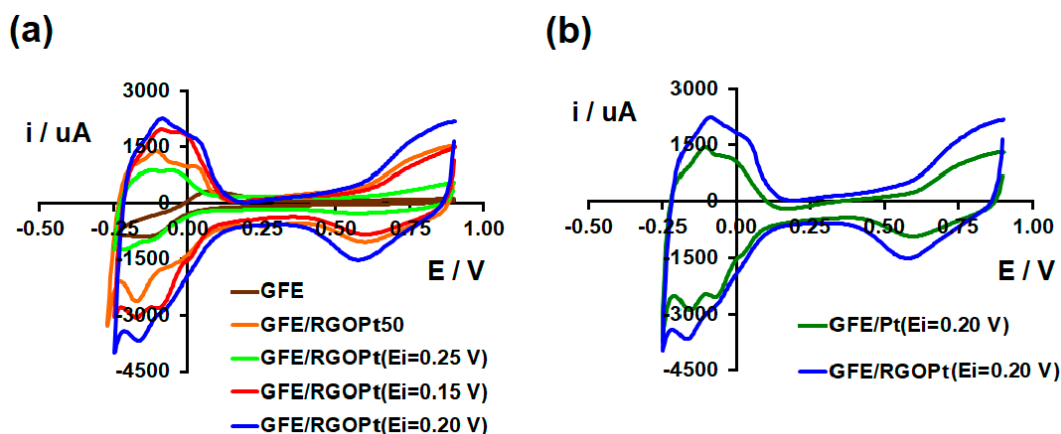 (a)
(b)
3000
i / uA
1500
0
-0.50
-0.25
0.00
0.25
0.50
0.75
1.00
-1500
E / V
-3000
-4500
GFE
GFE/RGOPt50
GFE/RGOPt(Ei=0.25 V)
GFE/RGOPt(Ei=0.15 V)
GFE/RGOPt(Ei=0.20 V)
3000
i / uA
1500
0
-0.50
-0.25
0.00
0.25
0.50
0.75
1.00
-1500
E / V
-3000
-4500
GFE/Pt(Ei=0.20 V)
GFE/RGOPt(Ei=0.20 V)